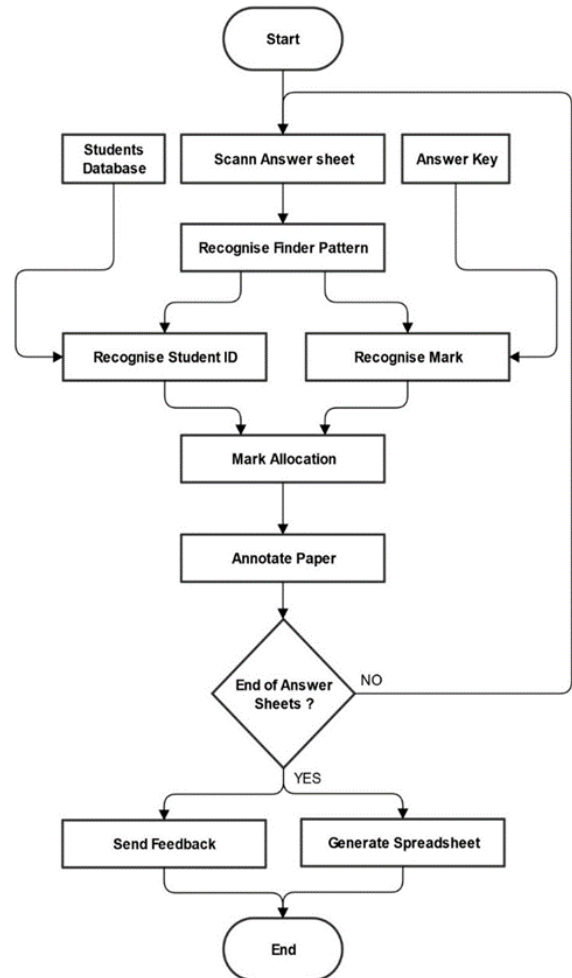 Start
Students
Database
Scann Answer sheet
Answer Key
Recognise Finder Pattern
Recognise Student ID
Recognise Mark
Mark Allocation
Annotate Paper
End of Answer
Sheets ?
NO
YES
Send Feedback
Generate Spreadsheet
End